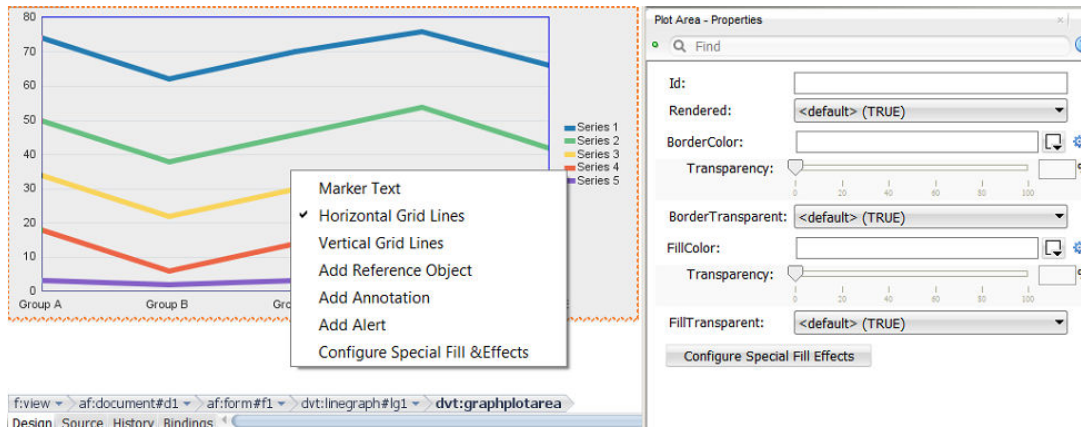 80
70
60
50
40
30
20
10
0
Group A
Group B
Series 1
Series 2
Series 3
Series 4
Series 5
Marker Text
✓ Horizontal Grid Lines
Vertical Grid Lines
Add Reference Object
Add Annotation
Add Alert
Configure Special Fill &Effects
f:view
af:document#d1
af:form#f1
dvt:linegraph#lg1
dvt:graphplotarea
Design Source History Bindings
Plot Area - Properties
Find
Id:
Rendered: <default> (TRUE)
BorderColor:
Transparency:
0 20 40 60 80 100
BorderTransparent: <default> (TRUE)
FillColor:
Transparency:
0 20 40 60 80 100
FillTransparent: <default> (TRUE)
Configure Special Fill Effects